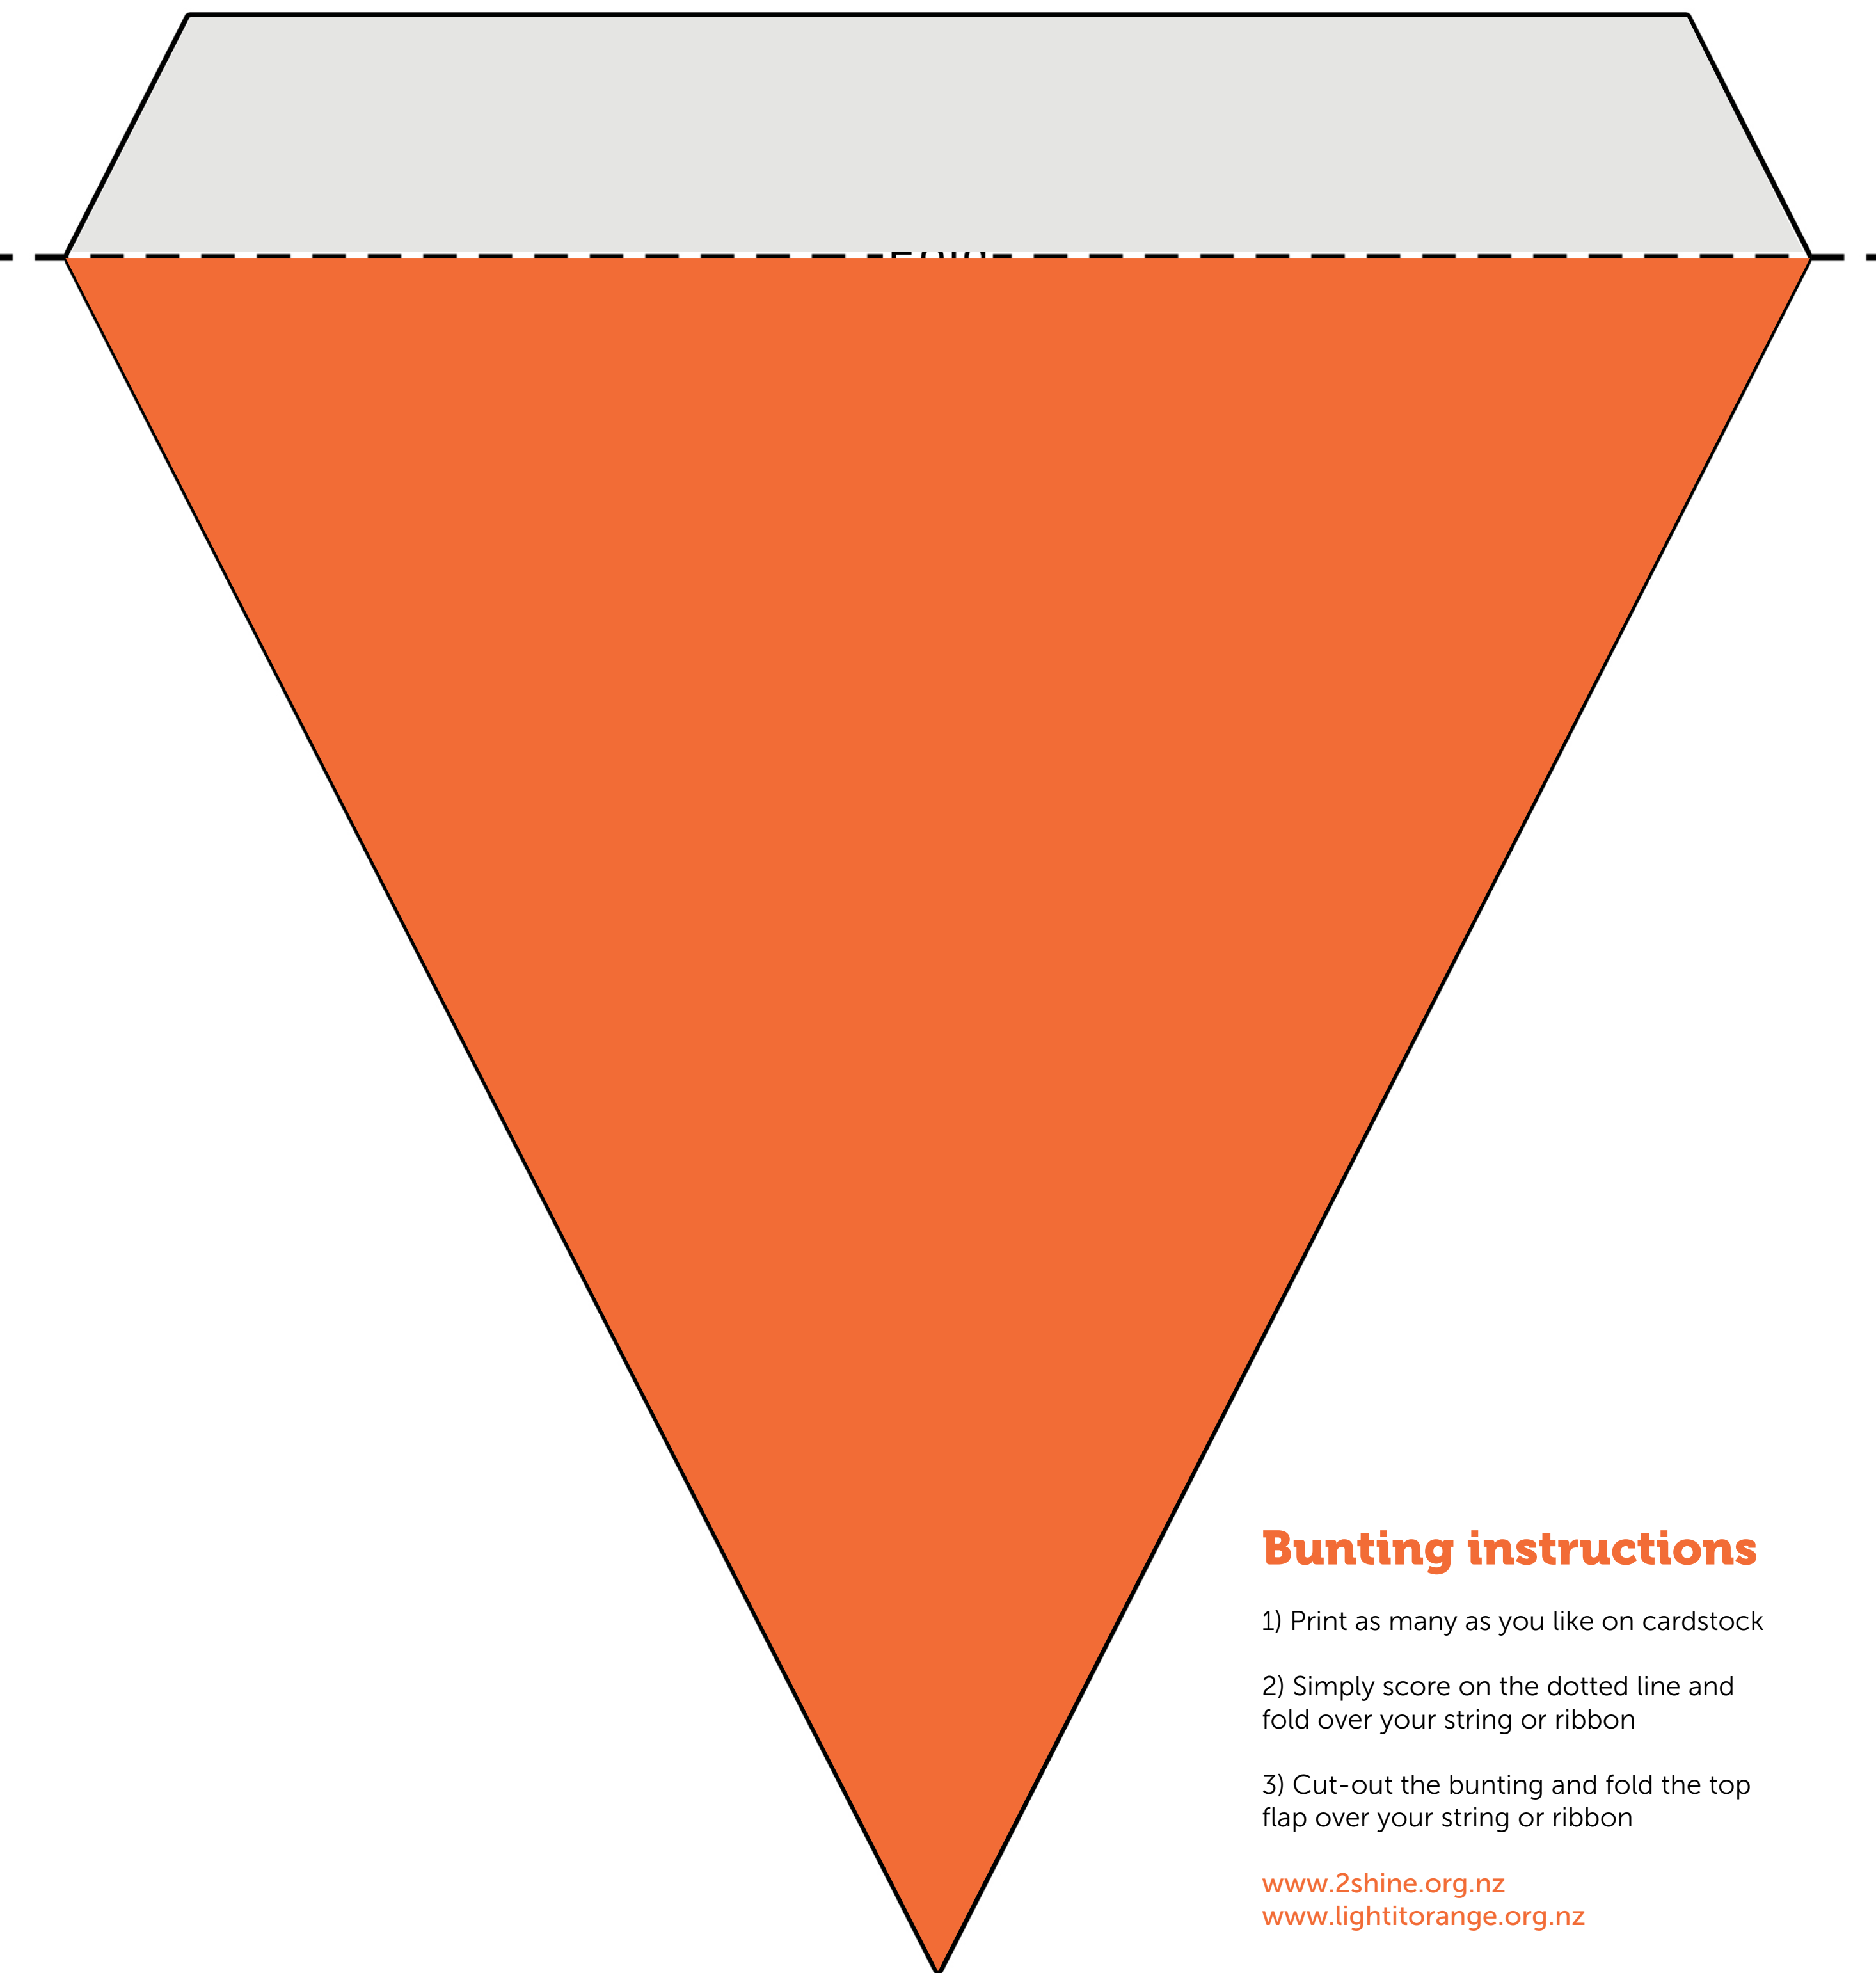 Bunting instructions
1) Print as many as you like on cardstock
2) Simply score on the dotted line and
fold over your string or ribbon
3) Cut-out the bunting and fold the top
flap over your string or ribbon
www.2shine.org.nz
www.lightitorange.org.nz